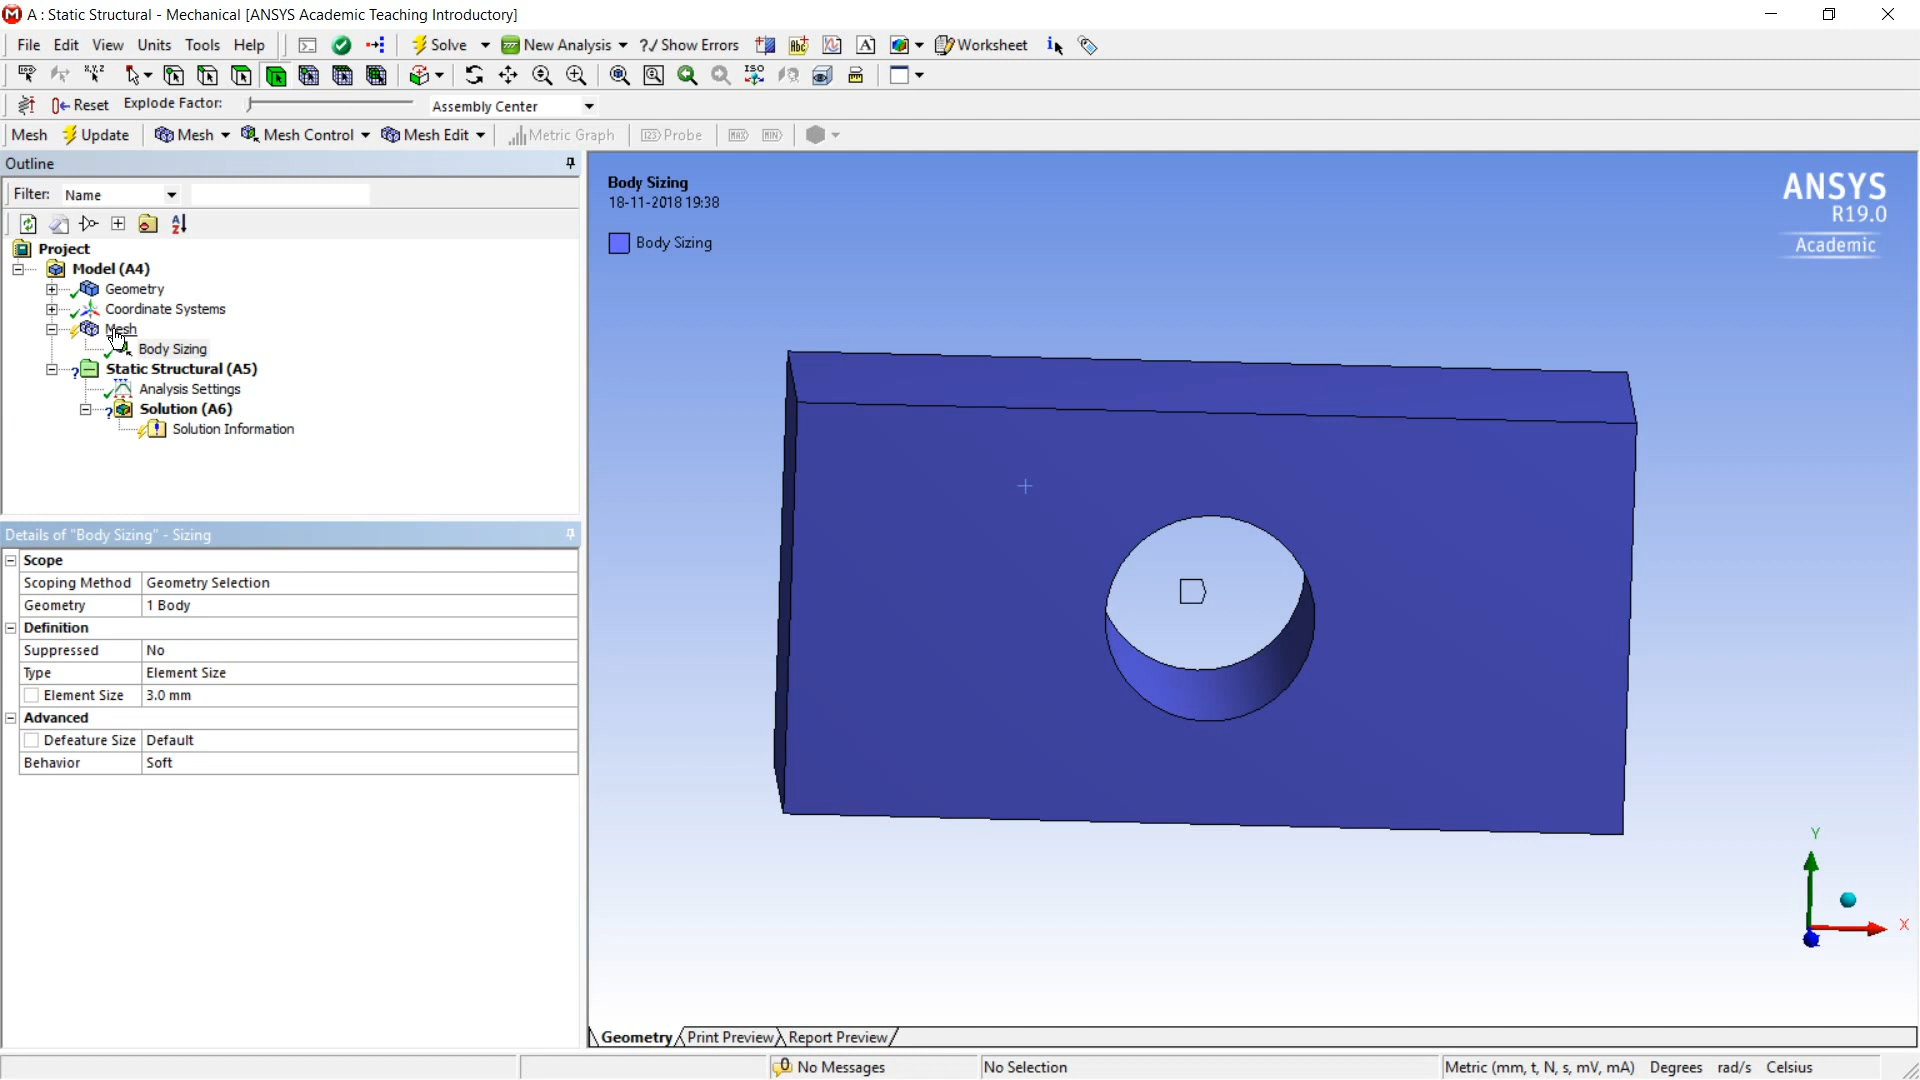 A : Static Structural - Mechanical [ANSYS Academic Teaching Introductory]
File Edit View Units Tools Help Solve New Analysis ?/ Show Errors Worksheet
ISO
Reset Explode Factor: Assembly Center
Mesh Update Mesh Mesh Control Mesh Edit Metric Graph Probe MAX MIN
Outline
Filter: Name
Project
Model (A4)
Geometry
Coordinate Systems
Mesh
Body Sizing
Static Structural (A5)
Analysis Settings
Solution (A6)
Solution Information
Details of "Body Sizing" - Sizing
Scope
Scoping Method Geometry Selection
Geometry 1 Body
Definition
Suppressed No
Type Element Size
Element Size 3.0 mm
Advanced
Defeature Size Default
Behavior Soft
Body Sizing
18-11-2018 19:38
Body Sizing
ANSYS
R19.0
Academic
Y
X
Geometry Print Preview Report Preview
0 No Messages No Selection Metric (mm, t, N, s, mV, mA) Degrees rad/s Celsius